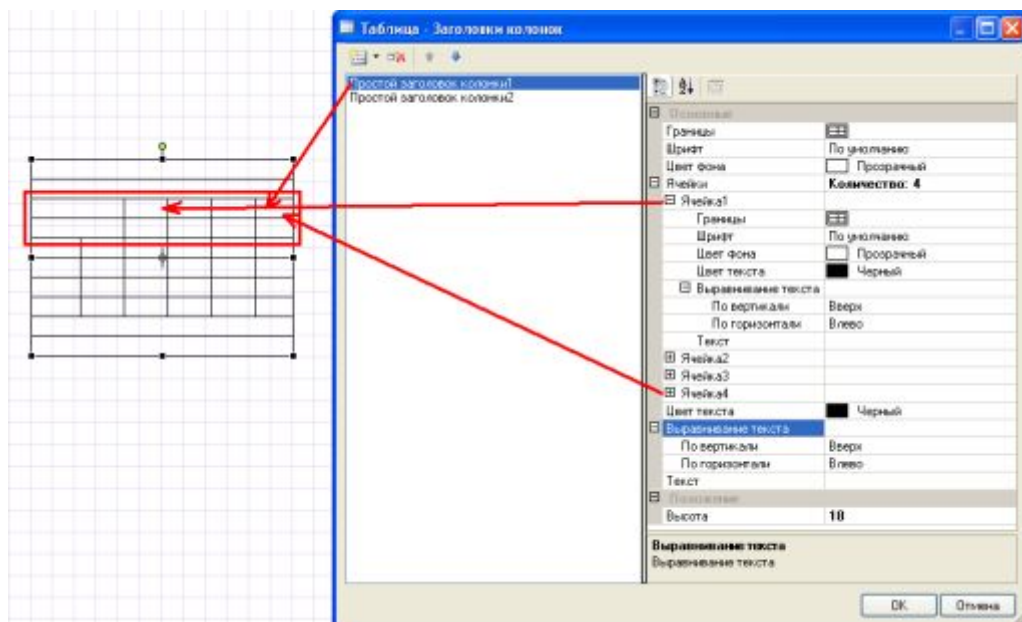 Таблица - Заголовки колонок
Простой заголовок колонки1
Простой заголовок колонки2
Основные
Границы
Шрифт По умолчанию
Цвет фона Прозрачный
Ячейки Количество: 4
Ячейка1
Границы
Шрифт По умолчанию
Цвет фона Прозрачный
Цвет текста Черный
Выравнивание текста
По вертикали Вверх
По горизонтали Влево
Текст
Ячейка2
Ячейка3
Ячейка4
Цвет текста Черный
Выравнивание текста
По вертикали Вверх
По горизонтали Влево
Текст
Положение
Высота 18
Выравнивание текста
Выравнивание текста
OK Отмена